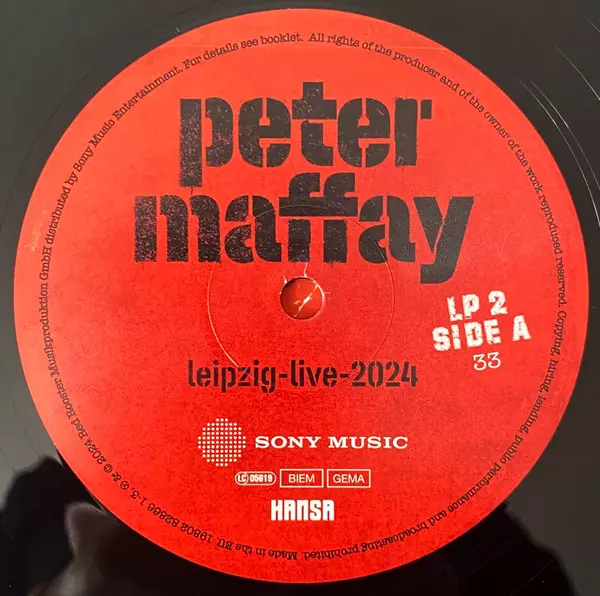 peter
maffay
LP 2
SIDE A
33
leipzig-live-2024
SONY MUSIC
LC 05619 BIEM GEMA
HANSA
℗ & © 2024 Red Rooster Musikproduktion GmbH distributed by Sony Music Entertainment. For details see booklet. All rights of the producer and of the owner of the work reproduced reserved. Copying, hiring, lending, public performance and broadcasting prohibited. Made in the EU. 19802 82866 1-3.